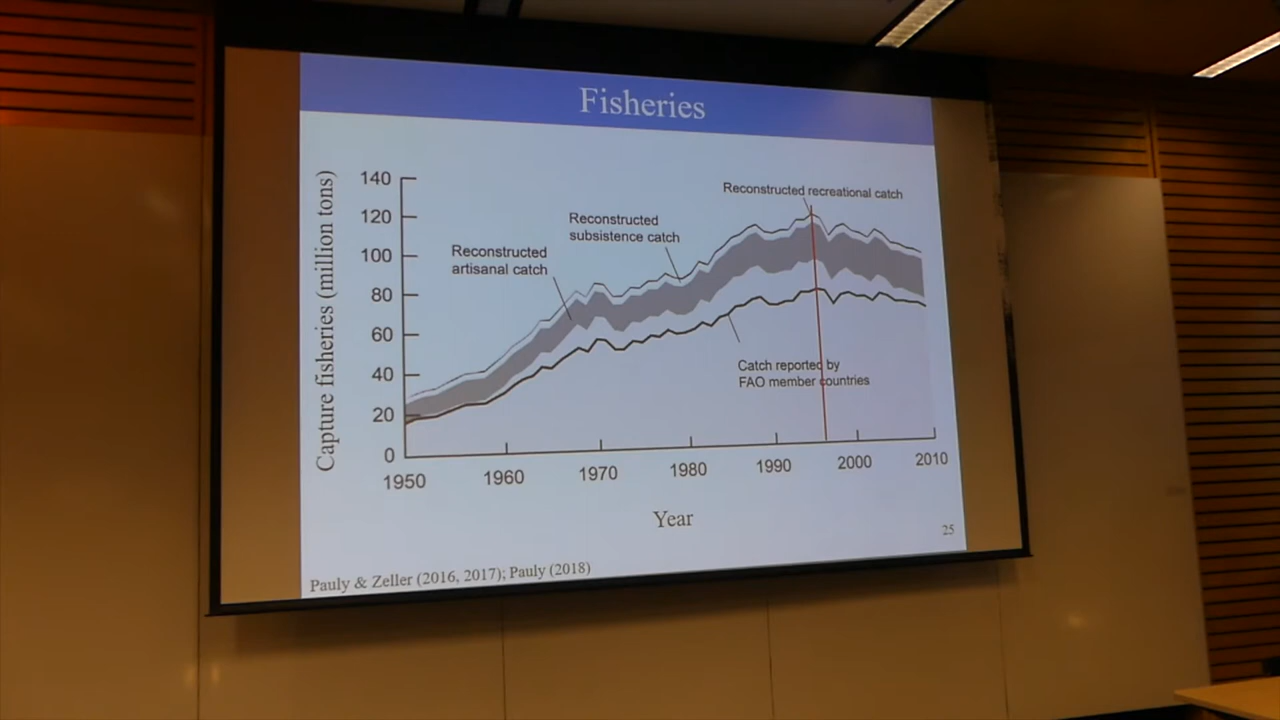 Fisheries
Capture fisheries (million tons)
140
120
100
80
60
40
20
0
Reconstructed
artisanal catch
Reconstructed
subsistence catch
Reconstructed recreational catch
Catch reported by
FAO member countries
1950 1960 1970 1980 1990 2000 2010
Year
25
Pauly & Zeller (2016, 2017); Pauly (2018)